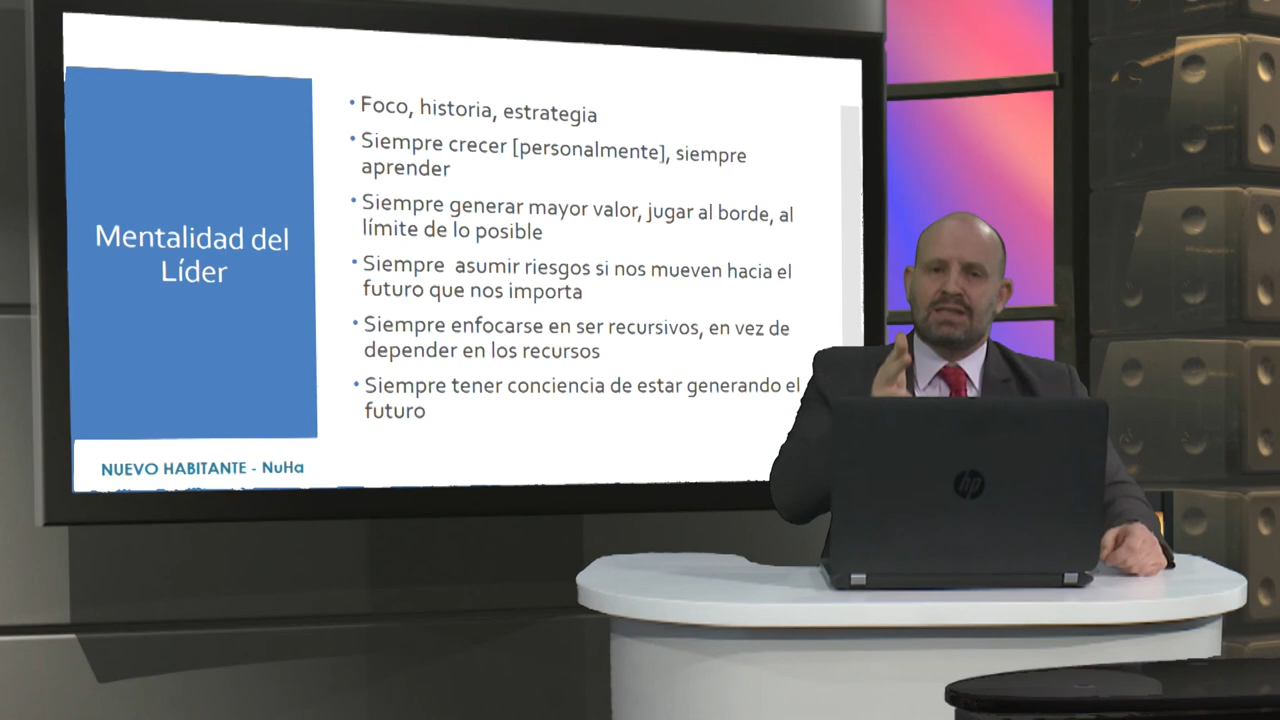 Mentalidad del
Líder
• Foco, historia, estrategia
• Siempre crecer [personalmente], siempre
aprender
• Siempre generar mayor valor, jugar al borde, al
límite de lo posible
• Siempre  asumir riesgos si nos mueven hacia el
futuro que nos importa
• Siempre enfocarse en ser recursivos, en vez de
depender en los recursos
• Siempre tener conciencia de estar generando el
futuro
NUEVO HABITANTE - NuHa
hp